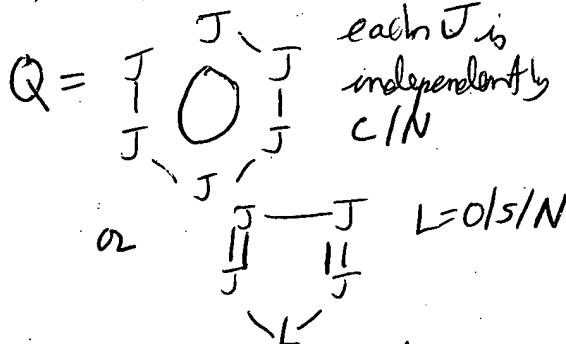 J
each J is
Q = J J
independently
J J
C/N
J
or
J J
L=O/S/N
J J
L